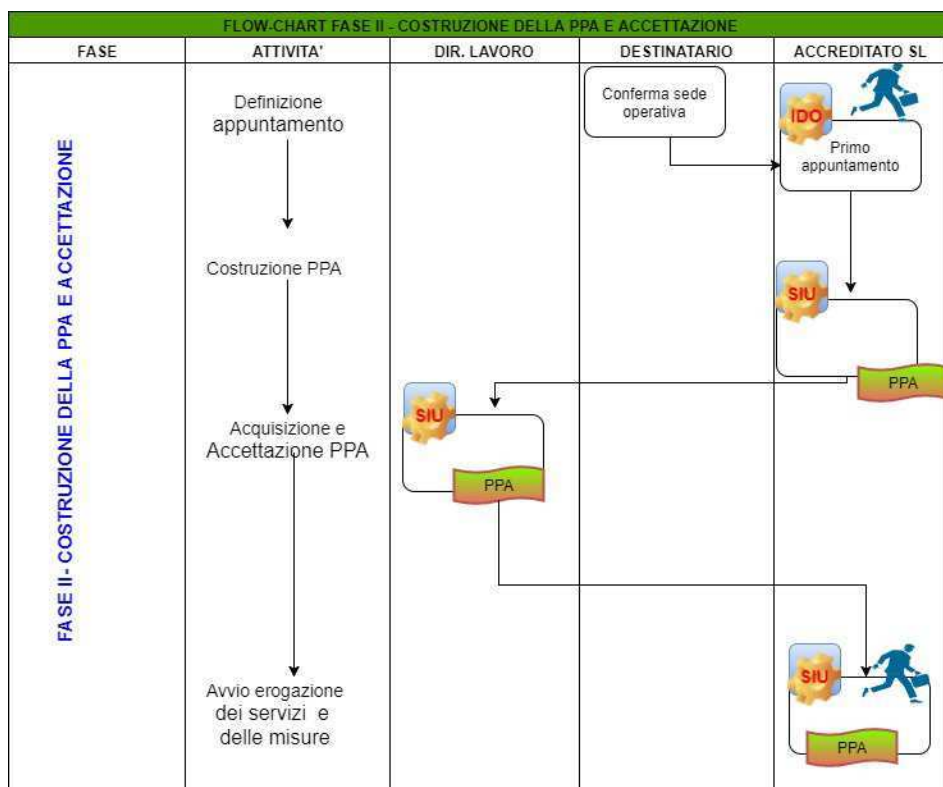 FLOW-CHART FASE II - COSTRUZIONE DELLA PPA E ACCETTAZIONE
FASE
ATTIVITA'
DIR. LAVORO
DESTINATARIO
ACCREDITATO SL
FASE II- COSTRUZIONE DELLA PPA E ACCETTAZIONE
Definizione
appuntamento
Conferma sede
operativa
IDO
Primo
appuntamento
Costruzione PPA
SIU
PPA
Acquisizione e
Accettazione PPA
SIU
PPA
Avvio erogazione
dei servizi e
delle misure
SIU
PPA